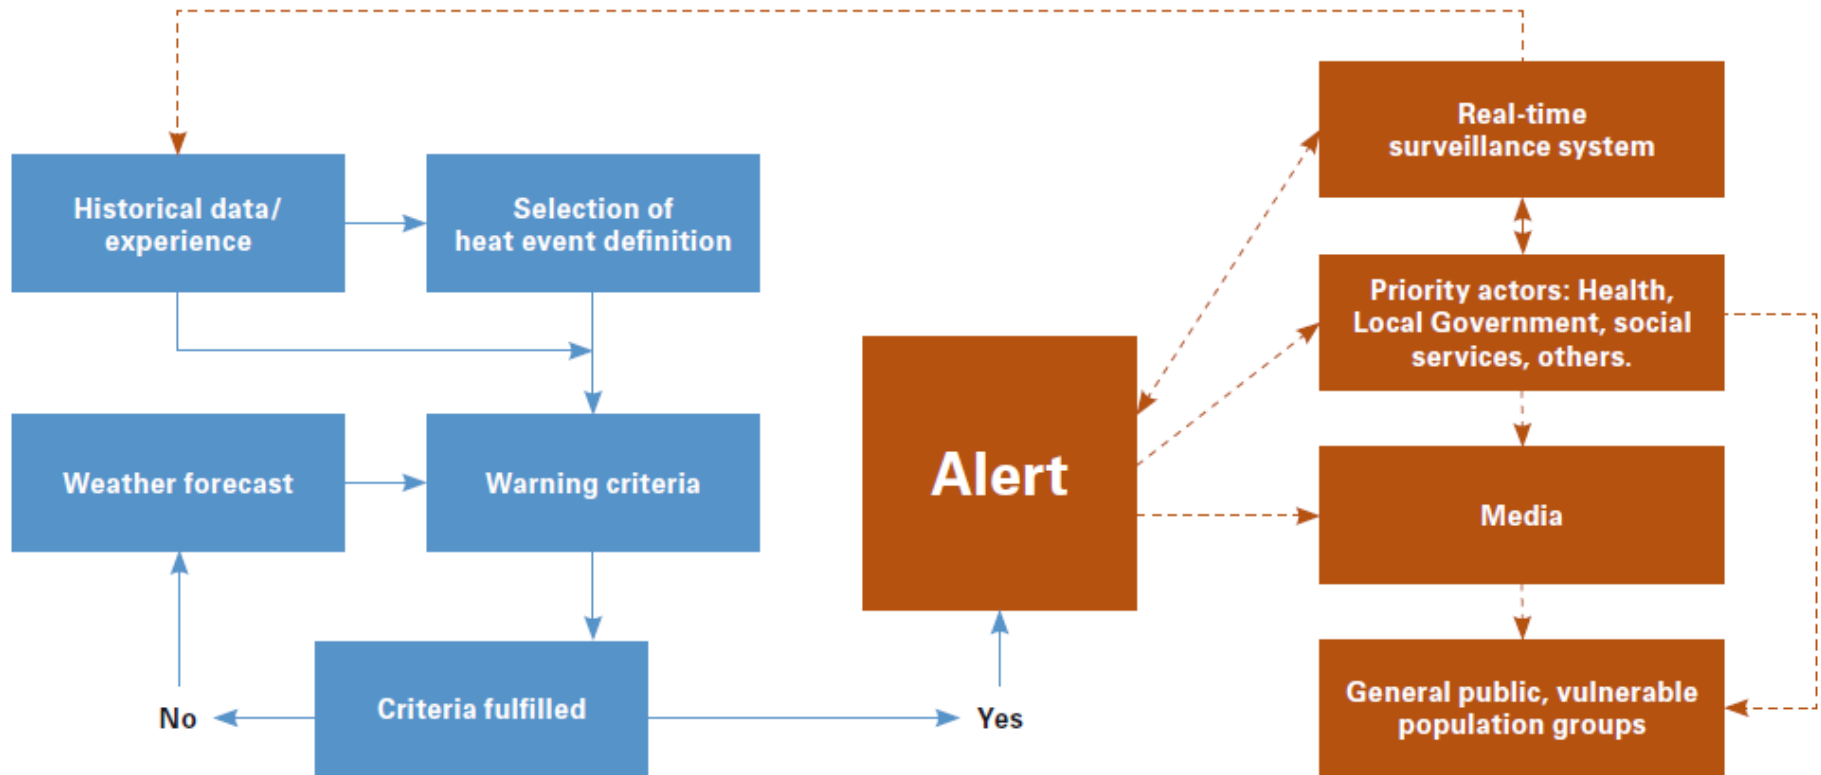 Real-time
surveillance system
Historical data/
experience
Selection of
heat event definition
Priority actors: Health,
Local Government, social
services, others.
Alert
Weather forecast
Warning criteria
Media
No
Criteria fulfilled
Yes
General public, vulnerable
population groups